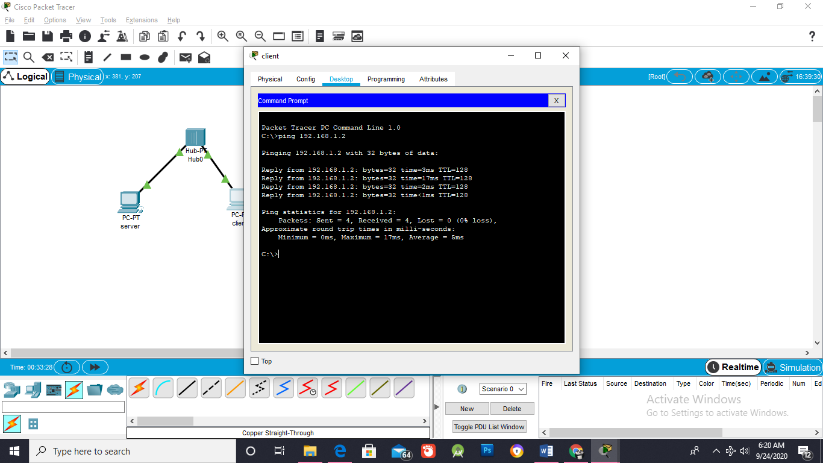 Cisco Packet Tracer
File Edit Options View Tools Extensions Help
?
Logical Physical x: 351, y: 207
[Root] 16:39:30
Hub-PT
Hub0
PC-PT
server
PC-P
clien
client
Physical Config Desktop Programming Attributes
Command Prompt X
Packet Tracer PC Command Line 1.0
C:\>ping 192.168.1.2
Pinging 192.168.1.2 with 32 bytes of data:
Reply from 192.168.1.2: bytes=32 time=3ms TTL=128
Reply from 192.168.1.2: bytes=32 time=17ms TTL=128
Reply from 192.168.1.2: bytes=32 time=2ms TTL=128
Reply from 192.168.1.2: bytes=32 time<1ms TTL=128
Ping statistics for 192.168.1.2:
Packets: Sent = 4, Received = 4, Lost = 0 (0% loss),
Approximate round trip times in milli-seconds:
Minimum = 0ms, Maximum = 17ms, Average = 5ms
C:\>
Top
Time: 00:33:28
Realtime Simulation
Scenario 0
New Delete
Toggle PDU List Window
Fire Last Status Source Destination Type Color Time(sec) Periodic Num Ed
Activate Windows
Go to Settings to activate Windows.
Copper Straight-Through
Type here to search
64
Ps
6:20 AM
9/24/2020
12